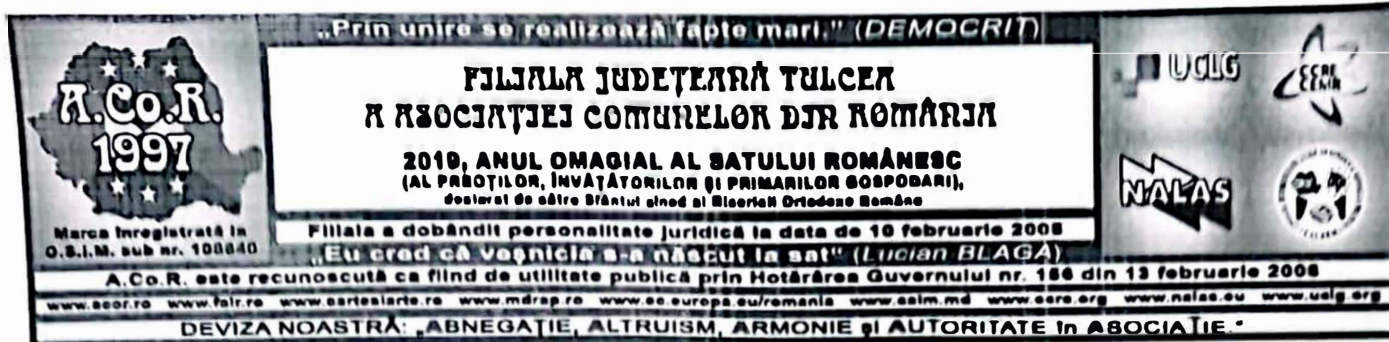 „Prin unire se realizează fapte mari." (DEMOCRIT)
A.Co.R.
1997
Marca înregistrată la
O.S.I.M. sub nr. 108840
FILIALA JUDEȚEANĂ TULCEA
A ASOCIAȚIEI COMUNELOR DIN ROMÂNIA
2019, ANUL OMAGIAL AL SATULUI ROMÂNESC
(AL PREOȚILOR, ÎNVĂȚĂTORILOR ȘI PRIMARILOR GOSPODARI),
declarat de către Sfântul sinod al Bisericii Ortodoxe Române
Filiala a dobândit personalitate juridică la data de 10 februarie 2006
„Eu cred că veșnicia s-a născut la sat" (Lucian BLAGA)
UCLG
CCRE
CEMR
NALAS
A.Co.R. este recunoscută ca fiind de utilitate publică prin Hotărârea Guvernului nr. 156 din 13 februarie 2008
www.acor.ro www.falr.ro www.carteaiarte.ro www.mdrap.ro www.ec.europa.eu/romania www.calm.md www.ccre.org www.nalas.eu www.uclg.org
DEVIZA NOASTRĂ: „ABNEGAȚIE, ALTRUISM, ARMONIE și AUTORITATE în ASOCIAȚIE."